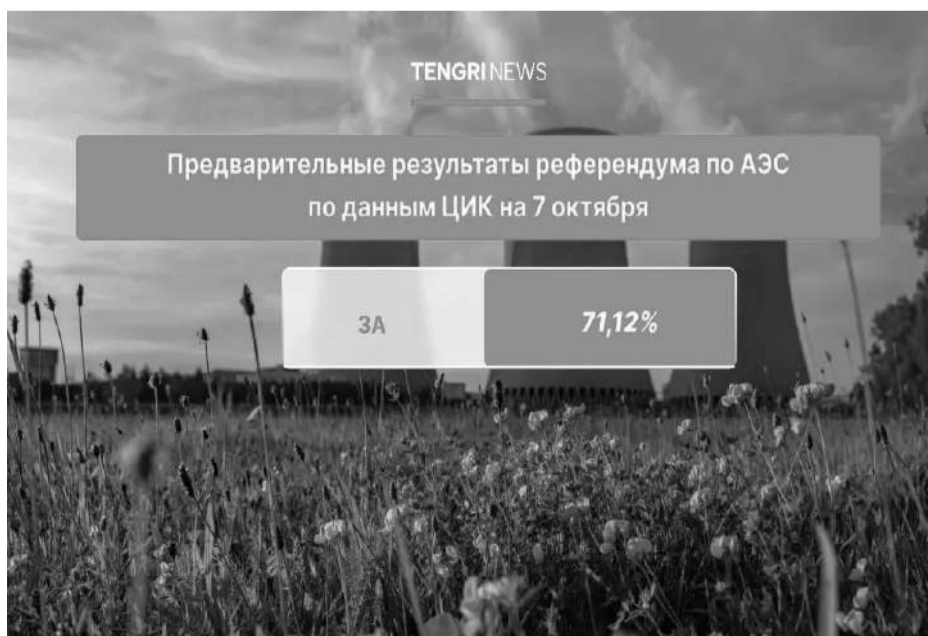 TENGRINEWS
Предварительные результаты референдума по АЭС
по данным ЦИК на 7 октября
ЗА 71,12%